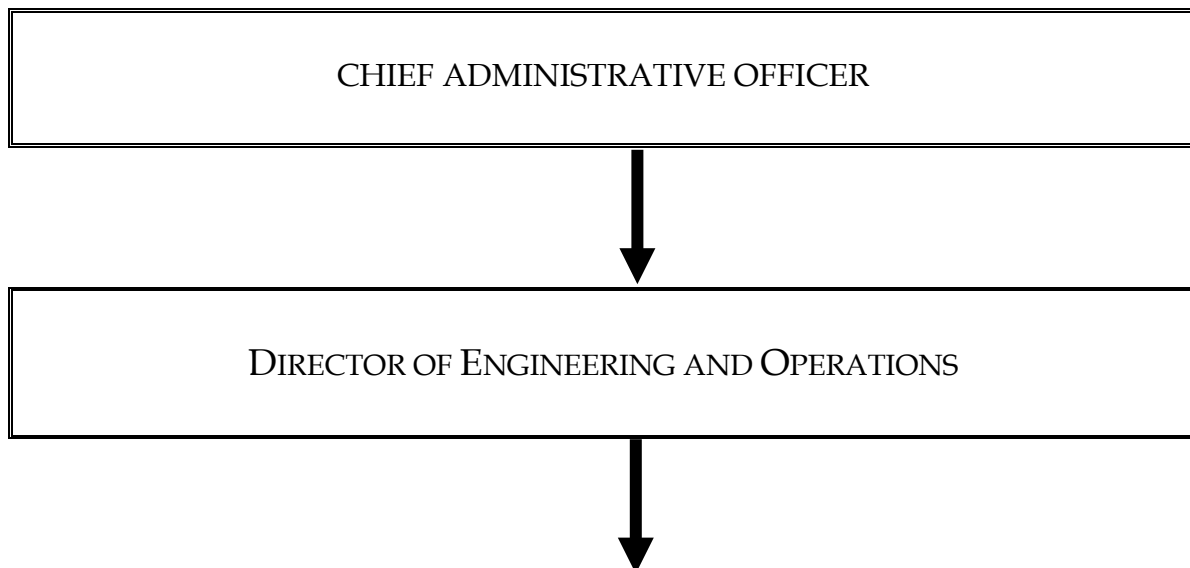 CHIEF ADMINISTRATIVE OFFICER
DIRECTOR OF ENGINEERING AND OPERATIONS